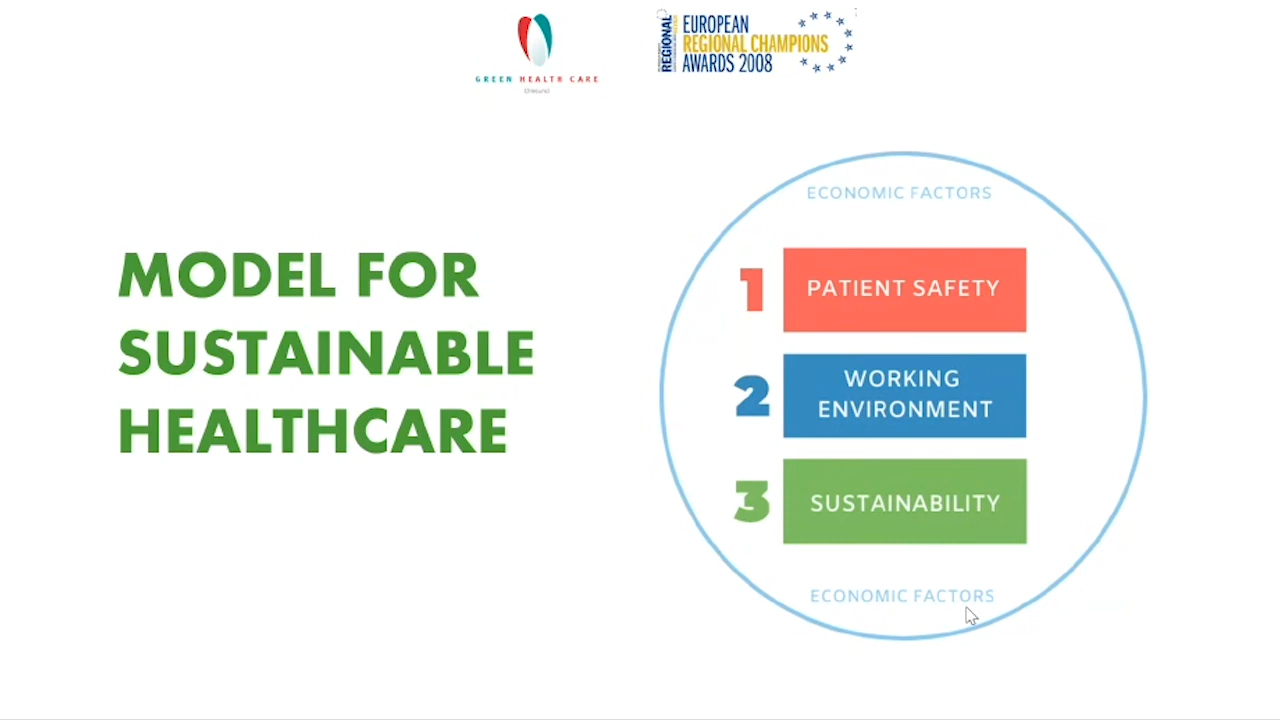 GREEN HEALTH CARE
REGIONAL
EUROPEAN
REGIONAL CHAMPIONS
AWARDS 2008
MODEL FOR
SUSTAINABLE
HEALTHCARE
ECONOMIC FACTORS
1 PATIENT SAFETY
2 WORKING
ENVIRONMENT
3 SUSTAINABILITY
ECONOMIC FACTORS